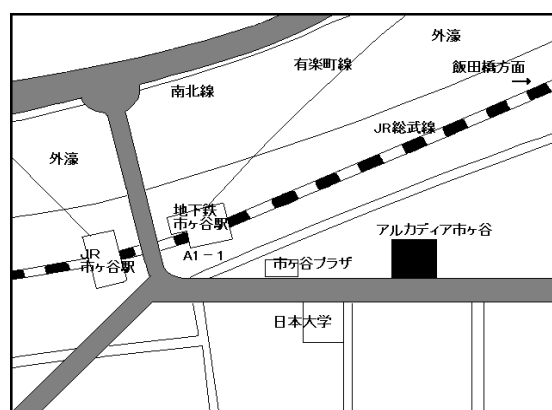 外濠
有楽町線
飯田橋方面
南北線
JR総武線
外濠
地下鉄
市ヶ谷駅
アルカディア市ヶ谷
JR
市ヶ谷駅
A1－1
市ヶ谷プラザ
日本大学